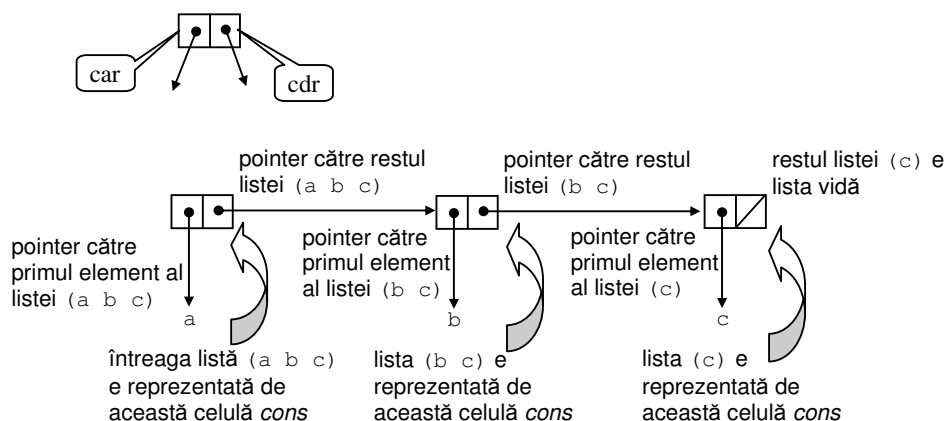 car
cdr
pointer către restul
listei (a b c)
pointer către restul
listei (b c)
restul listei (c) e
lista vidă
pointer către
primul element al
listei (a b c)
pointer către
primul element
al listei (b c)
pointer către
primul element
al listei (c)
a
b
c
întreaga listă (a b c)
e reprezentată de
această celulă cons
lista (b c) e
reprezentată de
această celulă cons
lista (c) e
reprezentată de
această celulă cons